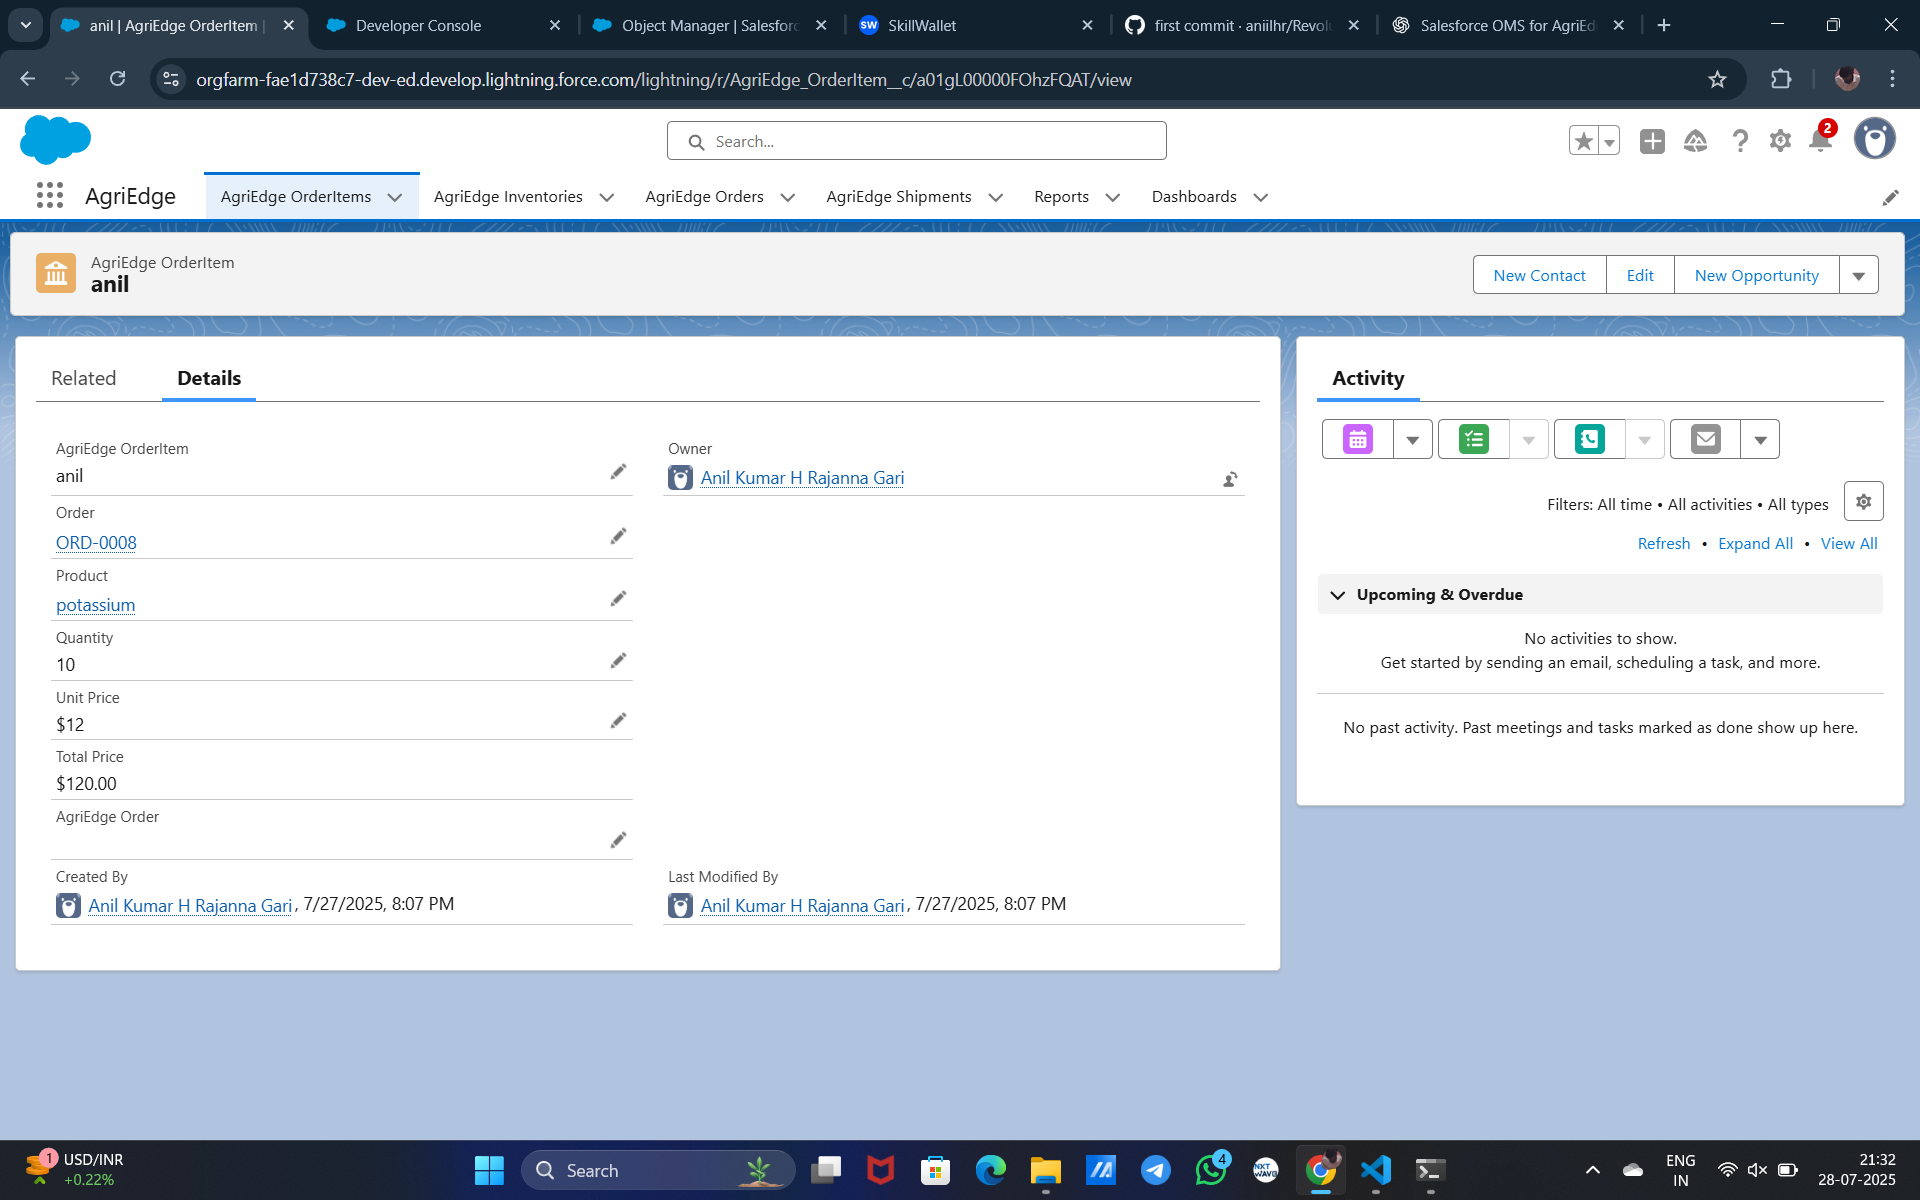 anil | AgriEdge OrderItem |
Developer Console
Object Manager | Salesforc
SW
SkillWallet
first commit · aniilhr/Revolu
Salesforce OMS for AgriEd
orgfarm-fae1d738c7-dev-ed.develop.lightning.force.com/lightning/r/AgriEdge_OrderItem__c/a01gL00000FOhzFQAT/view
Search...
2
AgriEdge
AgriEdge OrderItems
AgriEdge Inventories
AgriEdge Orders
AgriEdge Shipments
Reports
Dashboards
AgriEdge OrderItem
anil
New Contact
Edit
New Opportunity
Related
Details
AgriEdge OrderItem
anil
Owner
Anil Kumar H Rajanna Gari
Order
ORD-0008
Product
potassium
Quantity
10
Unit Price
$12
Total Price
$120.00
AgriEdge Order
Created By
Anil Kumar H Rajanna Gari, 7/27/2025, 8:07 PM
Last Modified By
Anil Kumar H Rajanna Gari, 7/27/2025, 8:07 PM
Activity
Filters: All time • All activities • All types
Refresh • Expand All • View All
Upcoming & Overdue
No activities to show.
Get started by sending an email, scheduling a task, and more.
No past activity. Past meetings and tasks marked as done show up here.
1
USD/INR
+0.22%
Search
4
NXT
WAVE
ENG
IN
21:32
28-07-2025